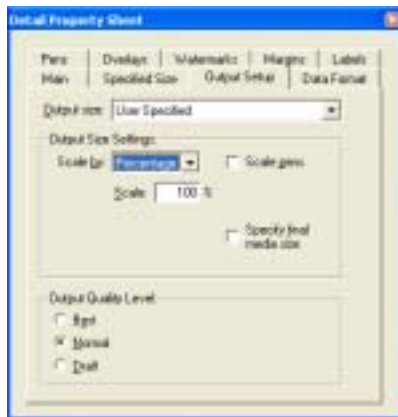 Detail Property Sheet
Pens Overlays Watermarks Margins Labels
Main Specified Size Output Setup Data Format
Output size: User Specified
Output Size Settings:
Scale by: Percentage Scale pens
Scale: 100 %
Specify final
media size
Output Quality Level:
Best
Normal
Draft